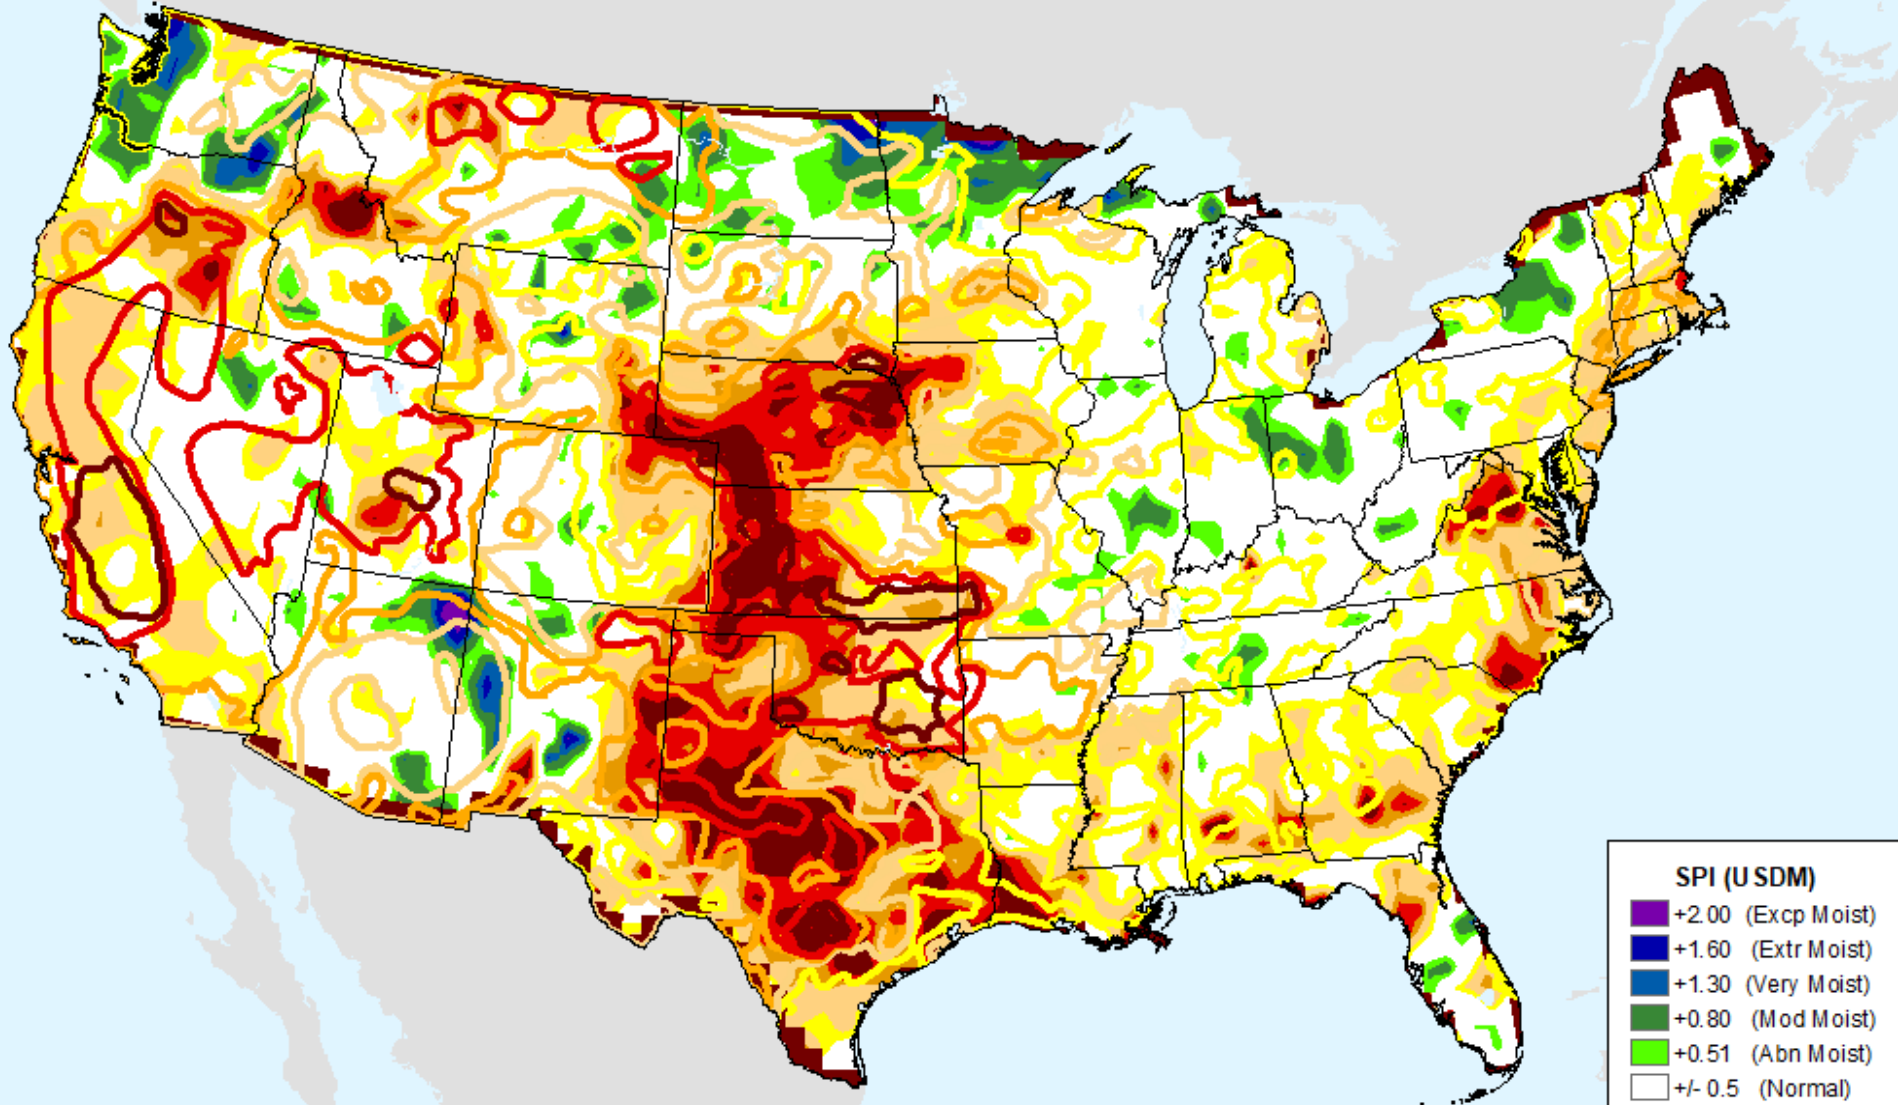 SPI (USDM)
+2.00 (Excp Moist)
+1.60 (Extr Moist)
+1.30 (Very Moist)
+0.80 (Mod Moist)
+0.51 (Abn Moist)
+/- 0.5 (Normal)